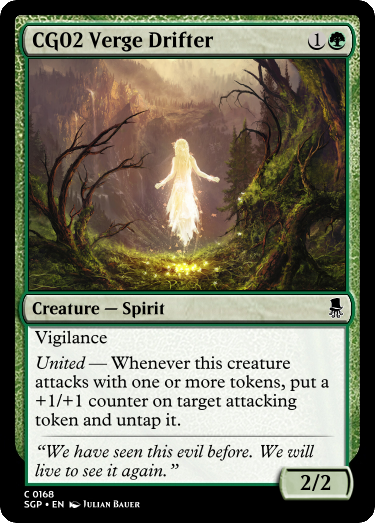 CG02 Verge Drifter 1
Creature — Spirit
Vigilance
United — Whenever this creature
attacks with one or more tokens, put a
+1/+1 counter on target attacking
token and untap it.
“We have seen this evil before. We will
live to see it again.”
2/2
C 0168
SGP • EN Julian Bauer